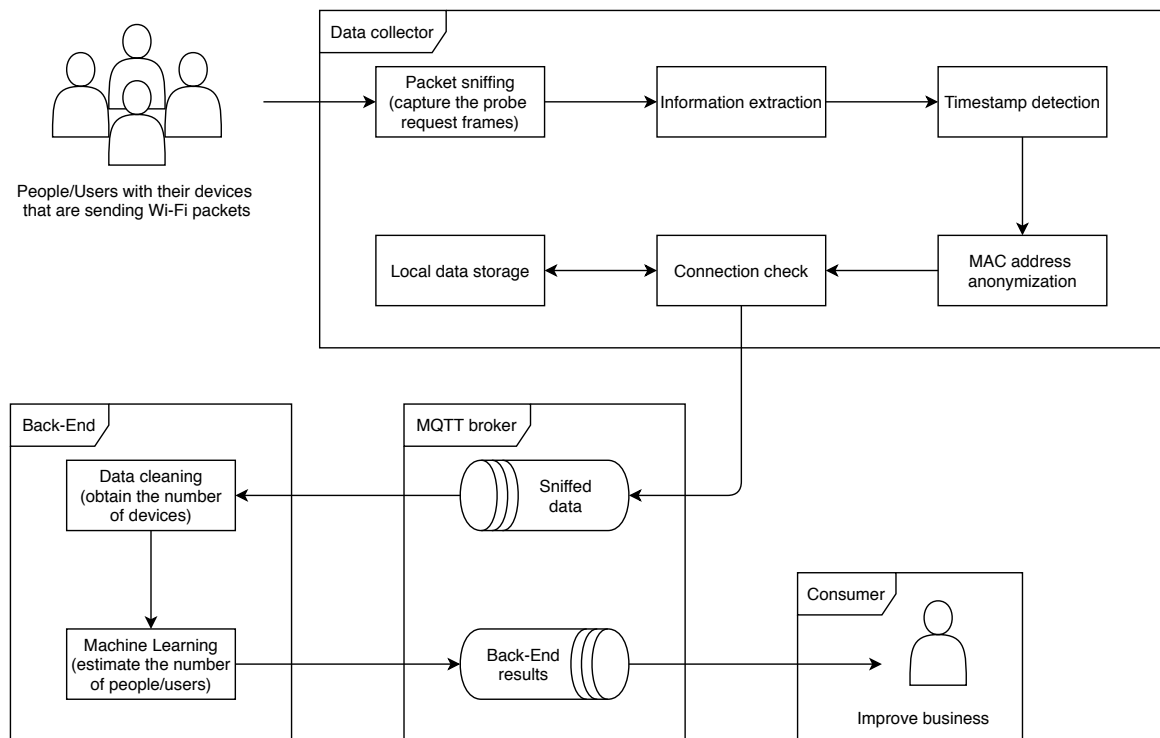 Data collector
Packet sniffing
(capture the probe
request frames)
Information extraction
Timestamp detection
People/Users with their devices
that are sending Wi-Fi packets
Local data storage
Connection check
MAC address
anonymization
Back-End
MQTT broker
Data cleaning
(obtain the number
of devices)
Sniffed
data
Consumer
Machine Learning
(estimate the number
of people/users)
Back-End
results
Improve business